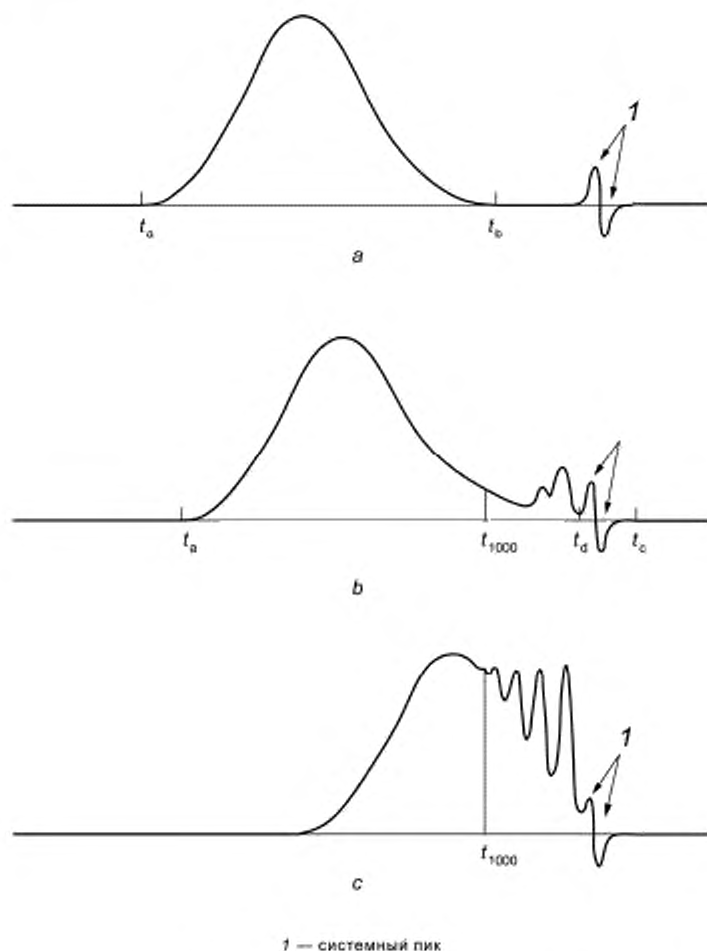 1
tₐ t_b
a
tₐ t₁₀₀₀ t_d t_c
b
1
t₁₀₀₀
c
1 — системный пик